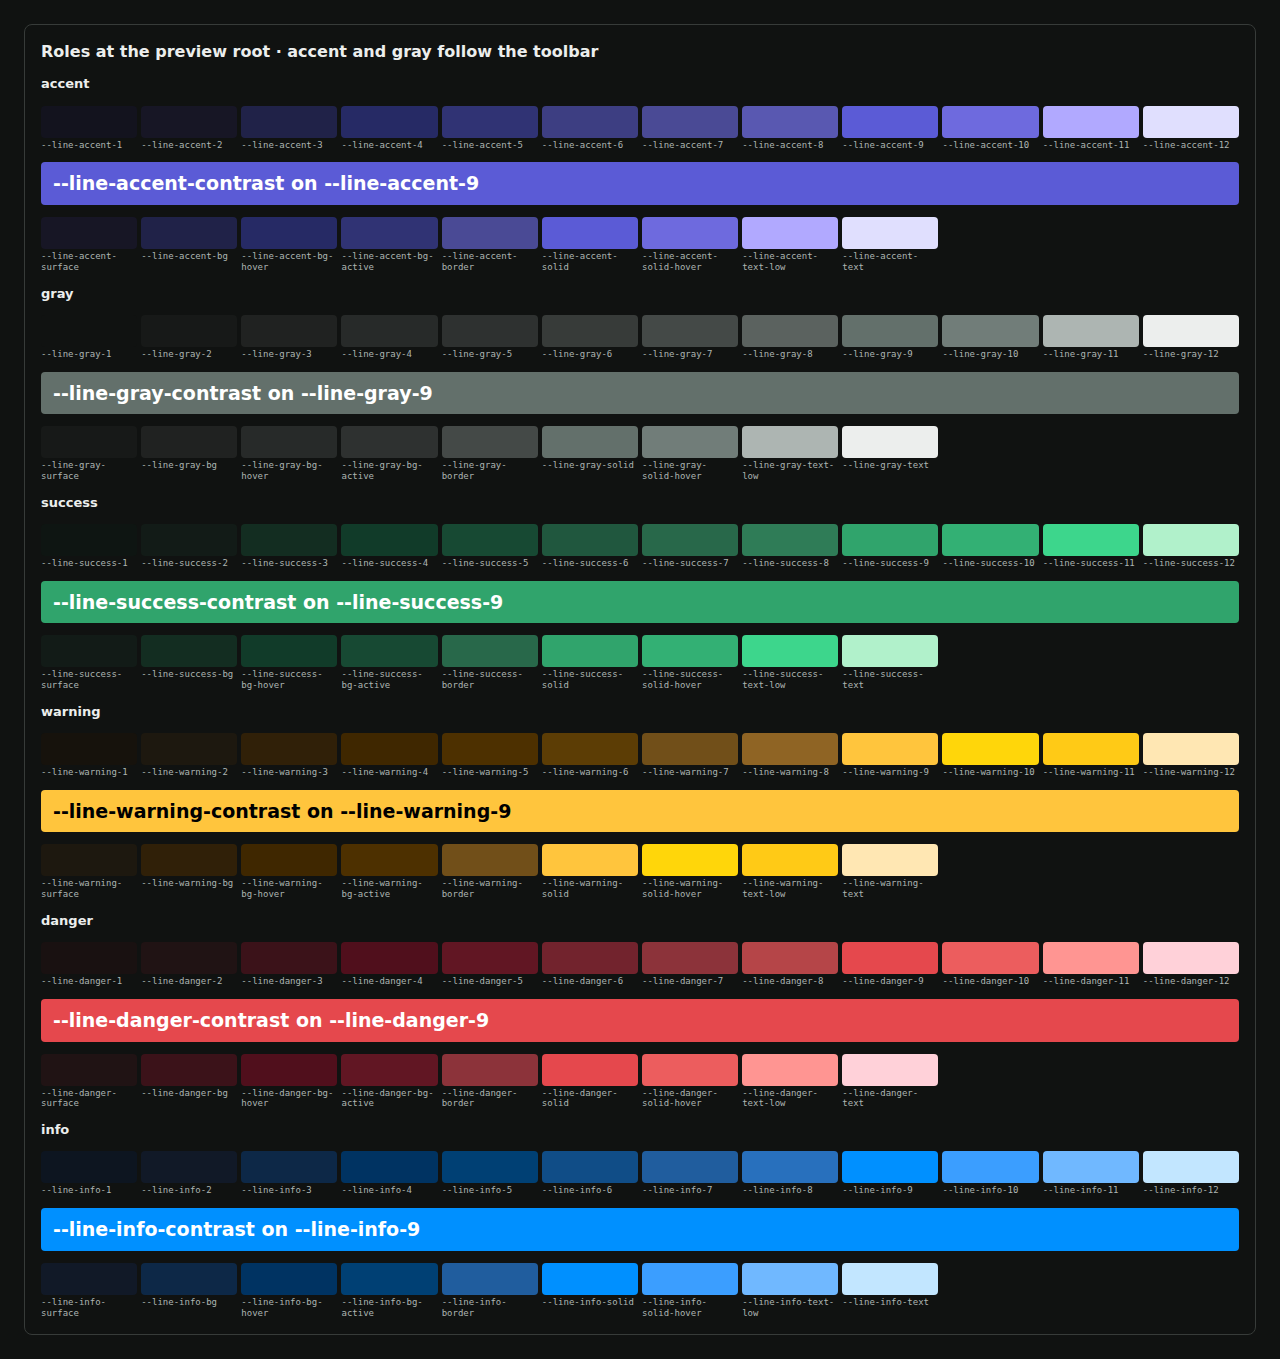 Roles at the preview root · accent and gray follow the toolbar
accent
--line-accent-1 --line-accent-2 --line-accent-3 --line-accent-4 --line-accent-5 --line-accent-6 --line-accent-7 --line-accent-8 --line-accent-9 --line-accent-10 --line-accent-11 --line-accent-12
--line-accent-contrast on --line-accent-9
--line-accent- --line-accent-bg --line-accent-bg- --line-accent-bg- --line-accent- --line-accent- --line-accent- --line-accent- --line-accent-
surface hover active border solid solid-hover text-low text
gray
--line-gray-1 --line-gray-2 --line-gray-3 --line-gray-4 --line-gray-5 --line-gray-6 --line-gray-7 --line-gray-8 --line-gray-9 --line-gray-10 --line-gray-11 --line-gray-12
--line-gray-contrast on --line-gray-9
--line-gray- --line-gray-bg --line-gray-bg- --line-gray-bg- --line-gray- --line-gray-solid --line-gray- --line-gray-text- --line-gray-text
surface hover active border solid-hover low
success
--line-success-1 --line-success-2 --line-success-3 --line-success-4 --line-success-5 --line-success-6 --line-success-7 --line-success-8 --line-success-9 --line-success-10 --line-success-11 --line-success-12
--line-success-contrast on --line-success-9
--line-success- --line-success-bg --line-success- --line-success- --line-success- --line-success- --line-success- --line-success- --line-success-
surface bg-hover bg-active border solid solid-hover text-low text
warning
--line-warning-1 --line-warning-2 --line-warning-3 --line-warning-4 --line-warning-5 --line-warning-6 --line-warning-7 --line-warning-8 --line-warning-9 --line-warning-10 --line-warning-11 --line-warning-12
--line-warning-contrast on --line-warning-9
--line-warning- --line-warning-bg --line-warning- --line-warning- --line-warning- --line-warning- --line-warning- --line-warning- --line-warning-
surface bg-hover bg-active border solid solid-hover text-low text
danger
--line-danger-1 --line-danger-2 --line-danger-3 --line-danger-4 --line-danger-5 --line-danger-6 --line-danger-7 --line-danger-8 --line-danger-9 --line-danger-10 --line-danger-11 --line-danger-12
--line-danger-contrast on --line-danger-9
--line-danger- --line-danger-bg --line-danger-bg- --line-danger-bg- --line-danger- --line-danger- --line-danger- --line-danger- --line-danger-
surface hover active border solid solid-hover text-low text
info
--line-info-1 --line-info-2 --line-info-3 --line-info-4 --line-info-5 --line-info-6 --line-info-7 --line-info-8 --line-info-9 --line-info-10 --line-info-11 --line-info-12
--line-info-contrast on --line-info-9
--line-info- --line-info-bg --line-info-bg- --line-info-bg- --line-info- --line-info-solid --line-info- --line-info-text- --line-info-text
surface hover active border solid-hover low